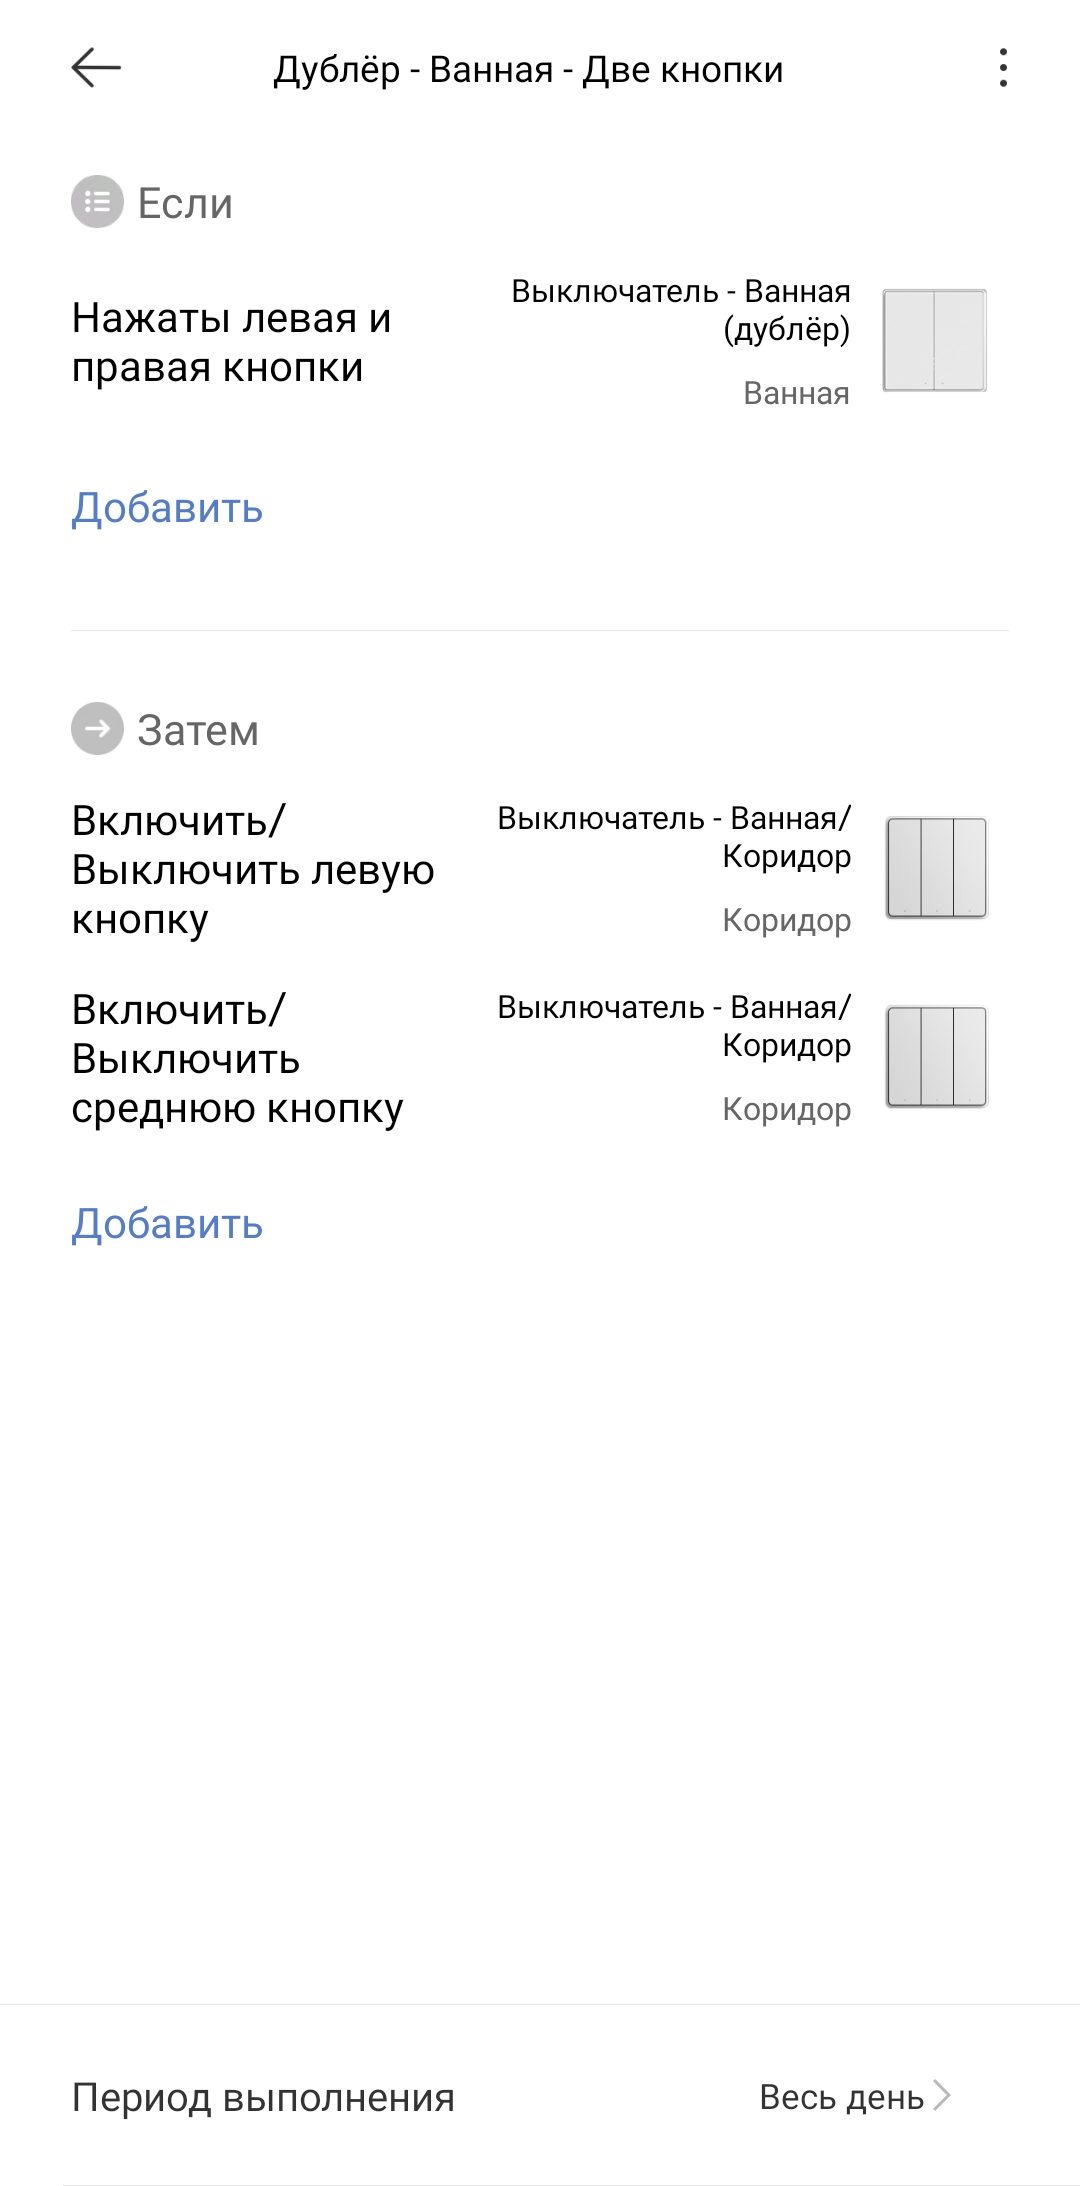 Дублёр - Ванная - Две кнопки
Если
Нажаты левая и
правая кнопки
Выключатель - Ванная
(дублёр)
Ванная
Добавить
Затем
Включить/
Выключить левую
кнопку
Выключатель - Ванная/
Коридор
Коридор
Включить/
Выключить
среднюю кнопку
Выключатель - Ванная/
Коридор
Коридор
Добавить
Период выполнения
Весь день